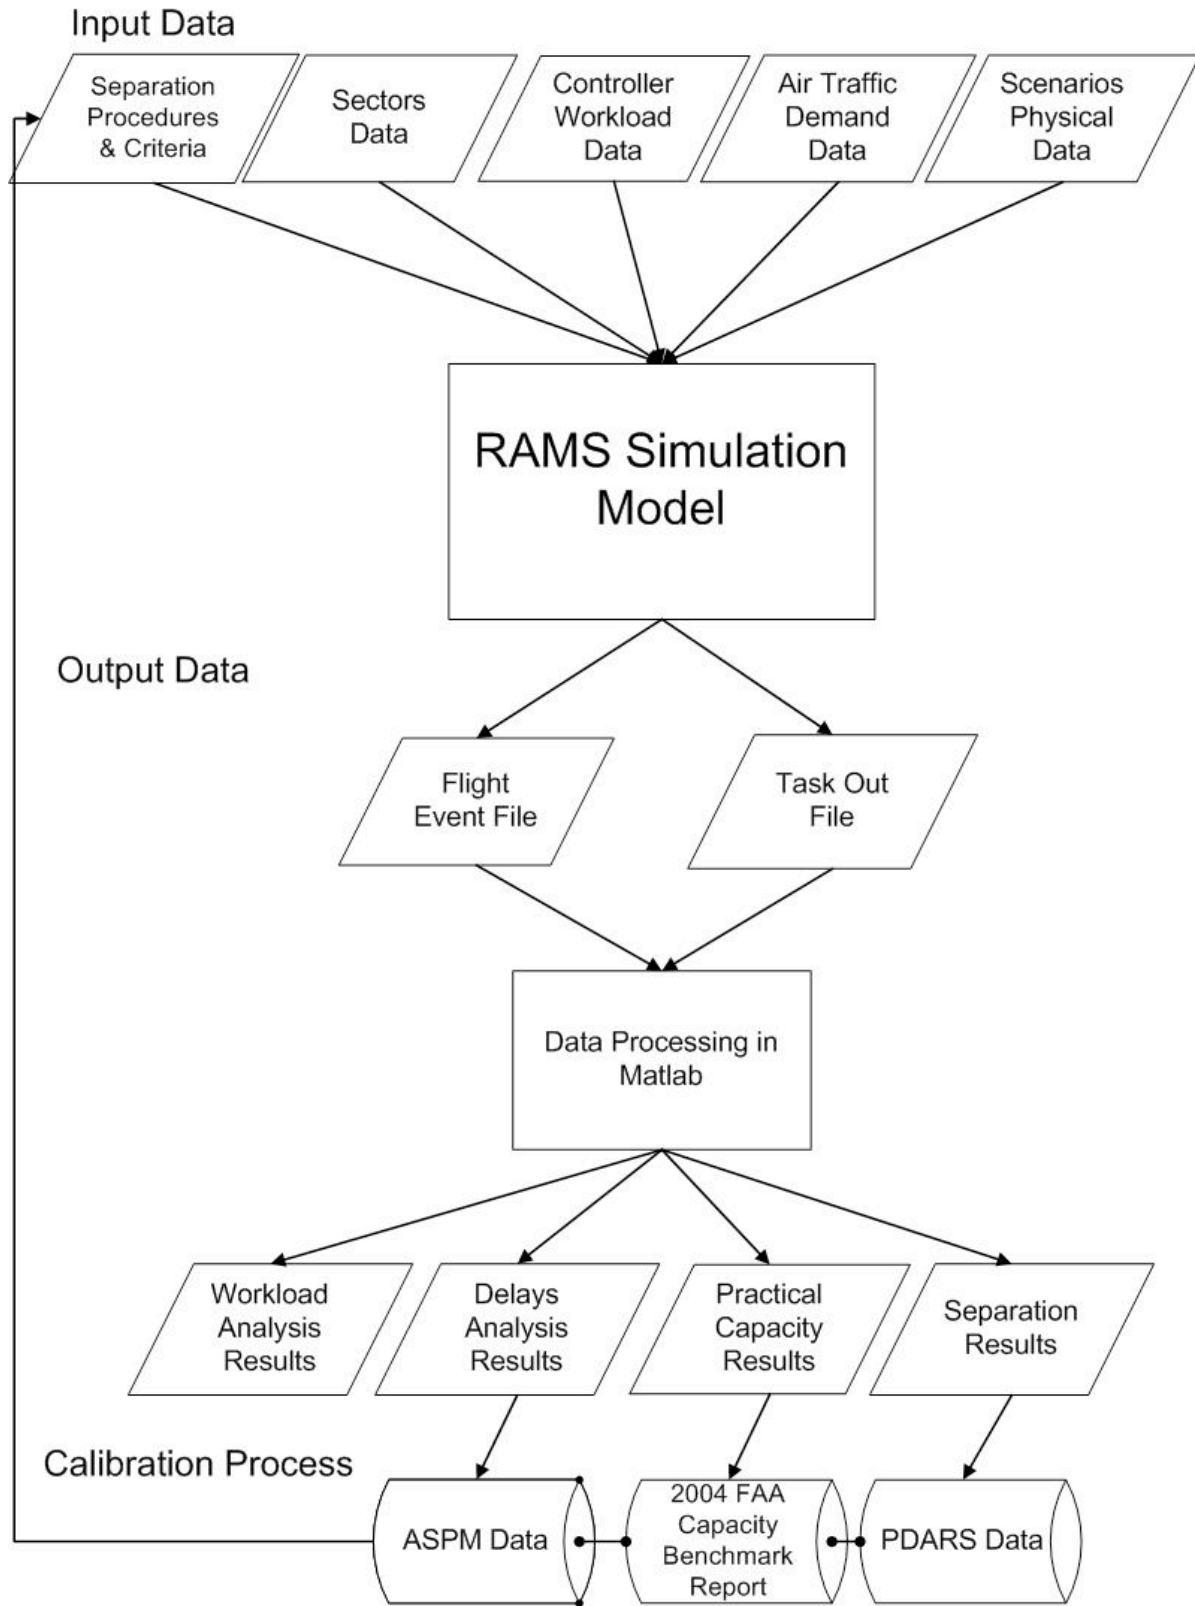 Input Data
Separation
Procedures
& Criteria
Sectors
Data
Controller
Workload
Data
Air Traffic
Demand
Data
Scenarios
Physical
Data
RAMS Simulation
Model
Output Data
Flight
Event File
Task Out
File
Data Processing in
Matlab
Workload
Analysis
Results
Delays
Analysis
Results
Practical
Capacity
Results
Separation
Results
Calibration Process
ASPM Data
2004 FAA
Capacity
Benchmark
Report
PDARS Data